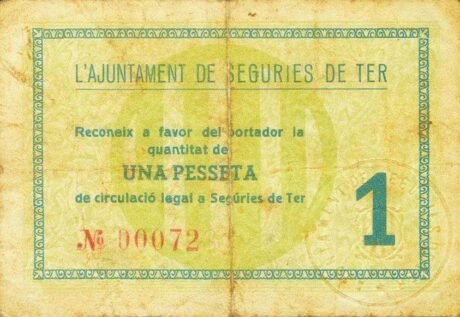 L'AJUNTAMENT DE SEGURIES DE TER
Reconeix a favor del portador la
quantitat de
UNA PESSETA
de circulació legal a Segúries de Ter
1
№ 00072